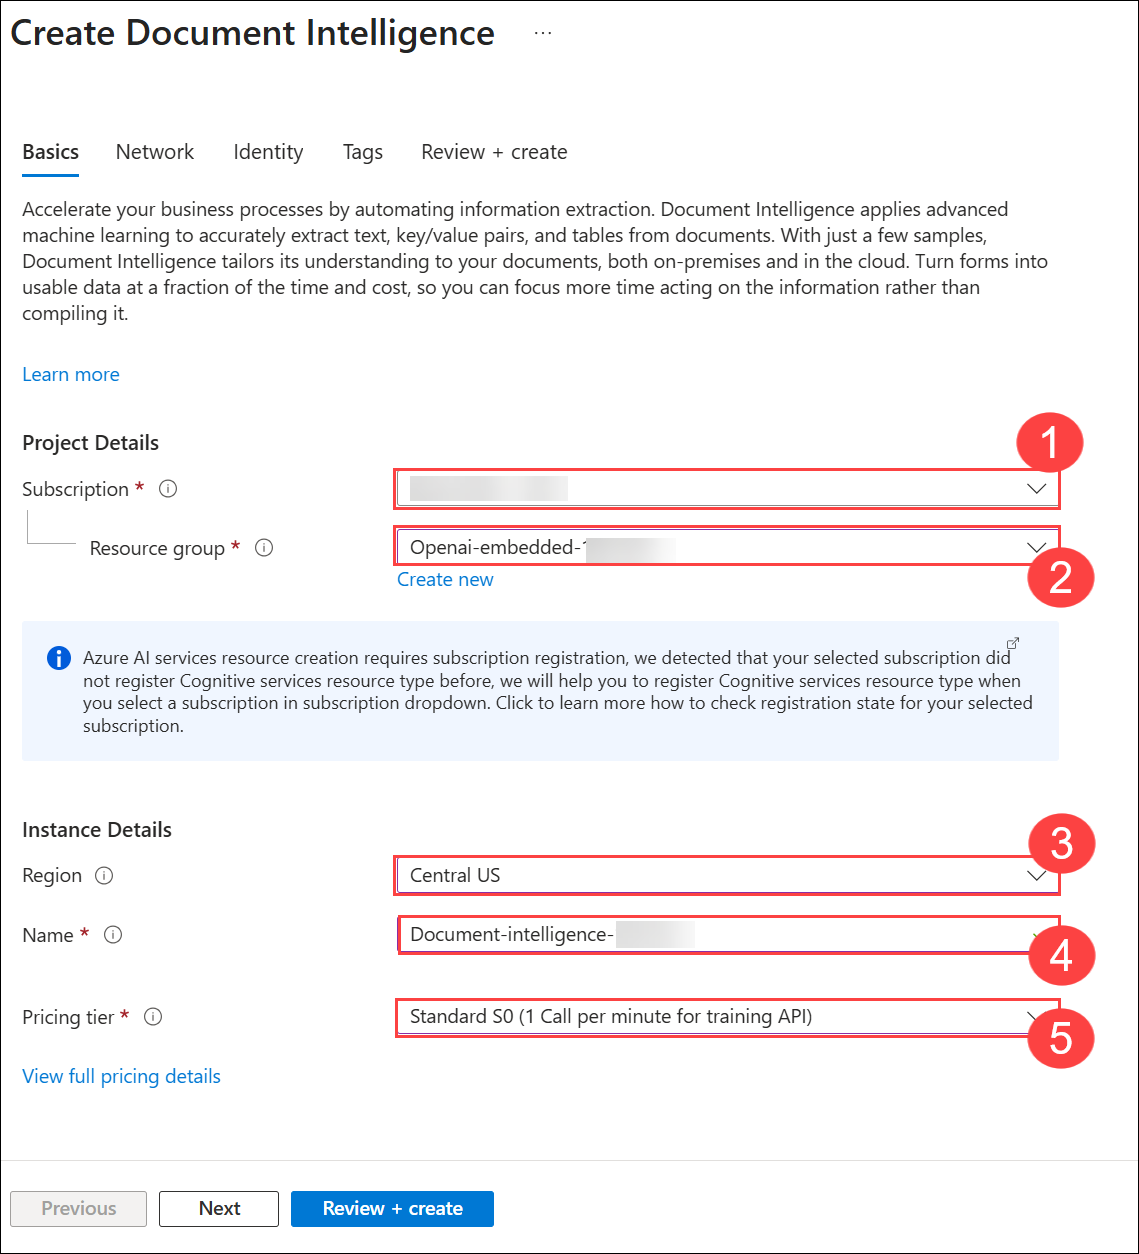 Create Document Intelligence ...
Basics Network Identity Tags Review + create
Accelerate your business processes by automating information extraction. Document Intelligence applies advanced
machine learning to accurately extract text, key/value pairs, and tables from documents. With just a few samples,
Document Intelligence tailors its understanding to your documents, both on-premises and in the cloud. Turn forms into
usable data at a fraction of the time and cost, so you can focus more time acting on the information rather than
compiling it.
Learn more
Project Details
1
Subscription *
Resource group * Openai-embedded-
2
Create new
Azure AI services resource creation requires subscription registration, we detected that your selected subscription did
not register Cognitive services resource type before, we will help you to register Cognitive services resource type when
you select a subscription in subscription dropdown. Click to learn more how to check registration state for your selected
subscription.
Instance Details
3
Region Central US
Name * Document-intelligence-
4
Pricing tier * Standard S0 (1 Call per minute for training API)
5
View full pricing details
Previous Next Review + create